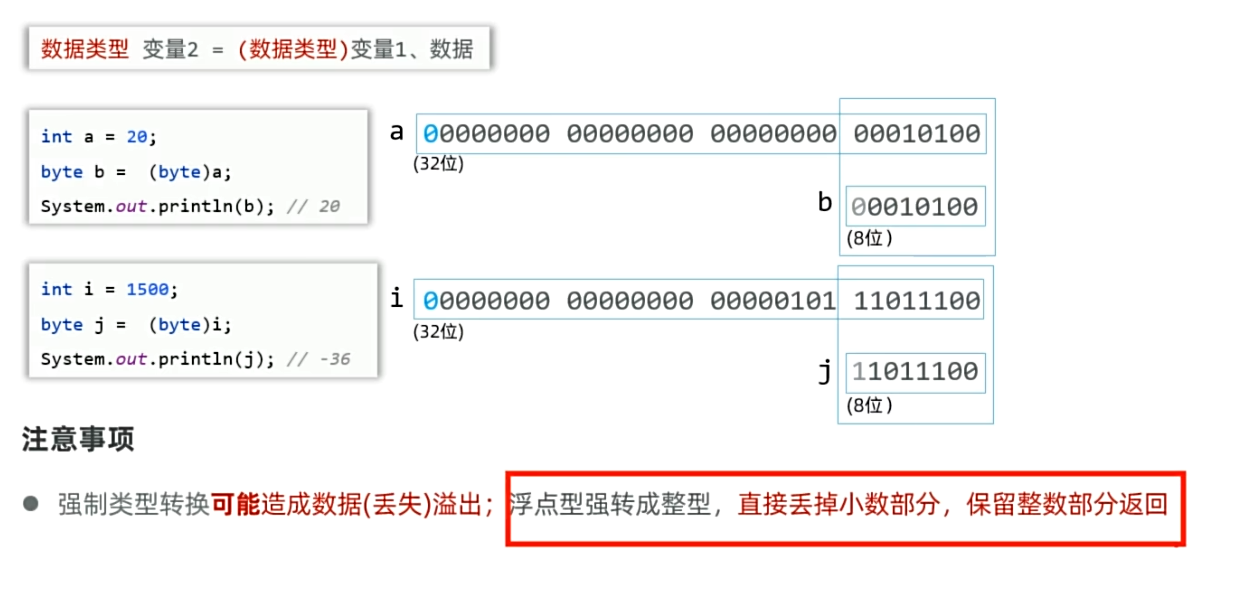 数据类型 变量2 = (数据类型)变量1、数据
int a = 20;
byte b = (byte)a;
System.out.println(b); // 20
a
00000000 00000000 00000000 00010100
(32位)
b
00010100
(8位)
int i = 1500;
byte j = (byte)i;
System.out.println(j); // -36
i
00000000 00000000 00000101 11011100
(32位)
j
11011100
(8位)
注意事项
● 强制类型转换可能造成数据(丢失)溢出；浮点型强转成整型，直接丢掉小数部分，保留整数部分返回